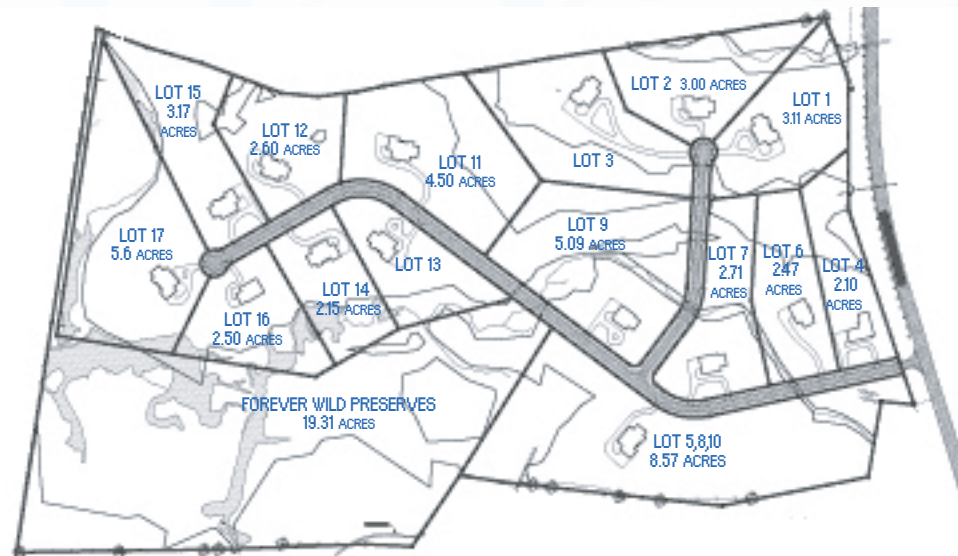 LOT 15
3.17
ACRES
LOT 12
2.60 ACRES
LOT 11
4.50 ACRES
LOT 2 3.00 ACRES
LOT 1
3.11 ACRES
LOT 3
LOT 17
5.6 ACRES
LOT 13
LOT 14
2.15 ACRES
LOT 16
2.50 ACRES
LOT 9
5.09 ACRES
LOT 7
2.71
ACRES
LOT 6
2.47
ACRES
LOT 4
2.10
ACRES
FOREVER WILD PRESERVES
19.31 ACRES
LOT 5,8,10
8.57 ACRES